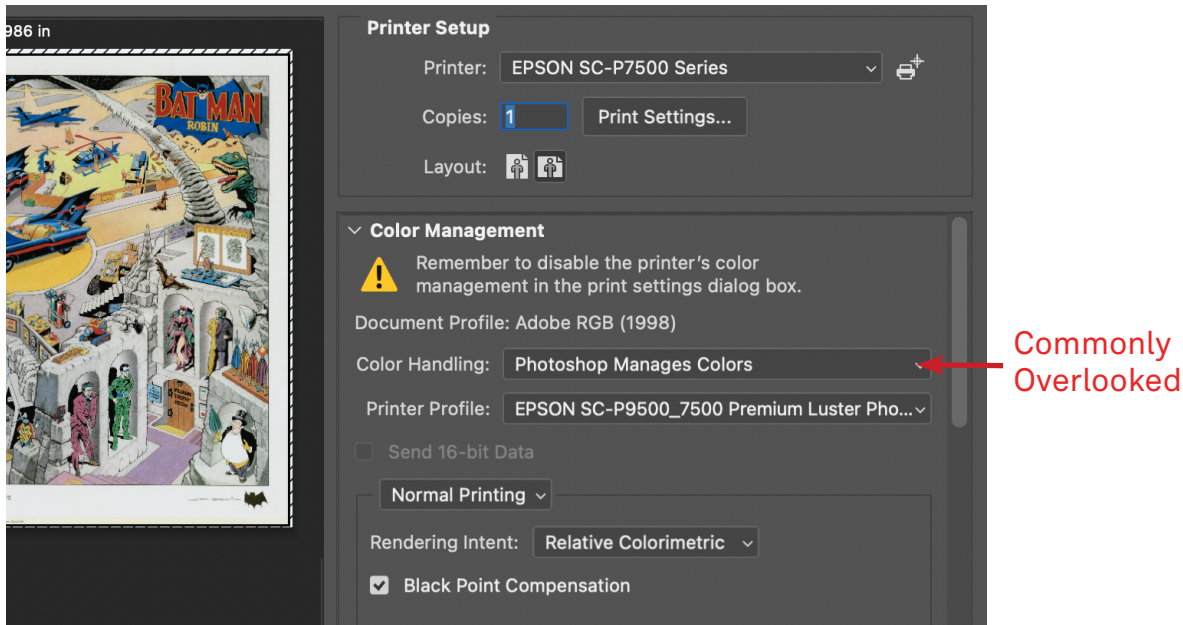 986 in
BATMAN
ROBIN
Printer Setup
Printer: EPSON SC-P7500 Series
Copies: 1 Print Settings...
Layout:
Color Management
Remember to disable the printer's color
management in the print settings dialog box.
Document Profile: Adobe RGB (1998)
Color Handling: Photoshop Manages Colors
Printer Profile: EPSON SC-P9500_7500 Premium Luster Pho...
Send 16-bit Data
Normal Printing
Rendering Intent: Relative Colorimetric
Black Point Compensation
Commonly
Overlooked